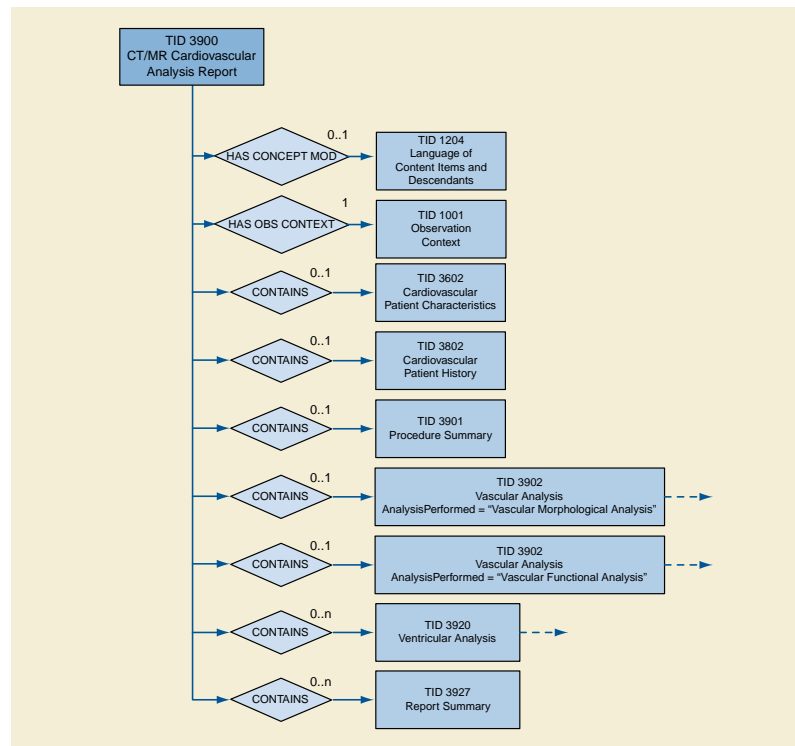 TID 3900
CT/MR Cardiovascular
Analysis Report
0..1
HAS CONCEPT MOD
TID 1204
Language of
Content Items and
Descendants
1
HAS OBS CONTEXT
TID 1001
Observation
Context
0..1
CONTAINS
TID 3602
Cardiovascular
Patient Characteristics
0..1
CONTAINS
TID 3802
Cardiovascular
Patient History
0..1
CONTAINS
TID 3901
Procedure Summary
0..1
CONTAINS
TID 3902
Vascular Analysis
AnalysisPerformed = “Vascular Morphological Analysis”
0..1
CONTAINS
TID 3902
Vascular Analysis
AnalysisPerformed = “Vascular Functional Analysis”
0..n
CONTAINS
TID 3920
Ventricular Analysis
0..n
CONTAINS
TID 3927
Report Summary